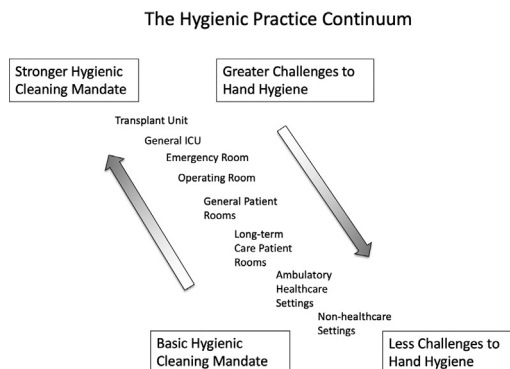 The Hygienic Practice Continuum
Stronger Hygienic
Cleaning Mandate
Greater Challenges to
Hand Hygiene
Transplant Unit
General ICU
Emergency Room
Operating Room
General Patient
Rooms
Long-term
Care Patient
Rooms
Ambulatory
Healthcare
Settings
Non-healthcare
Settings
Basic Hygienic
Cleaning Mandate
Less Challenges to
Hand Hygiene